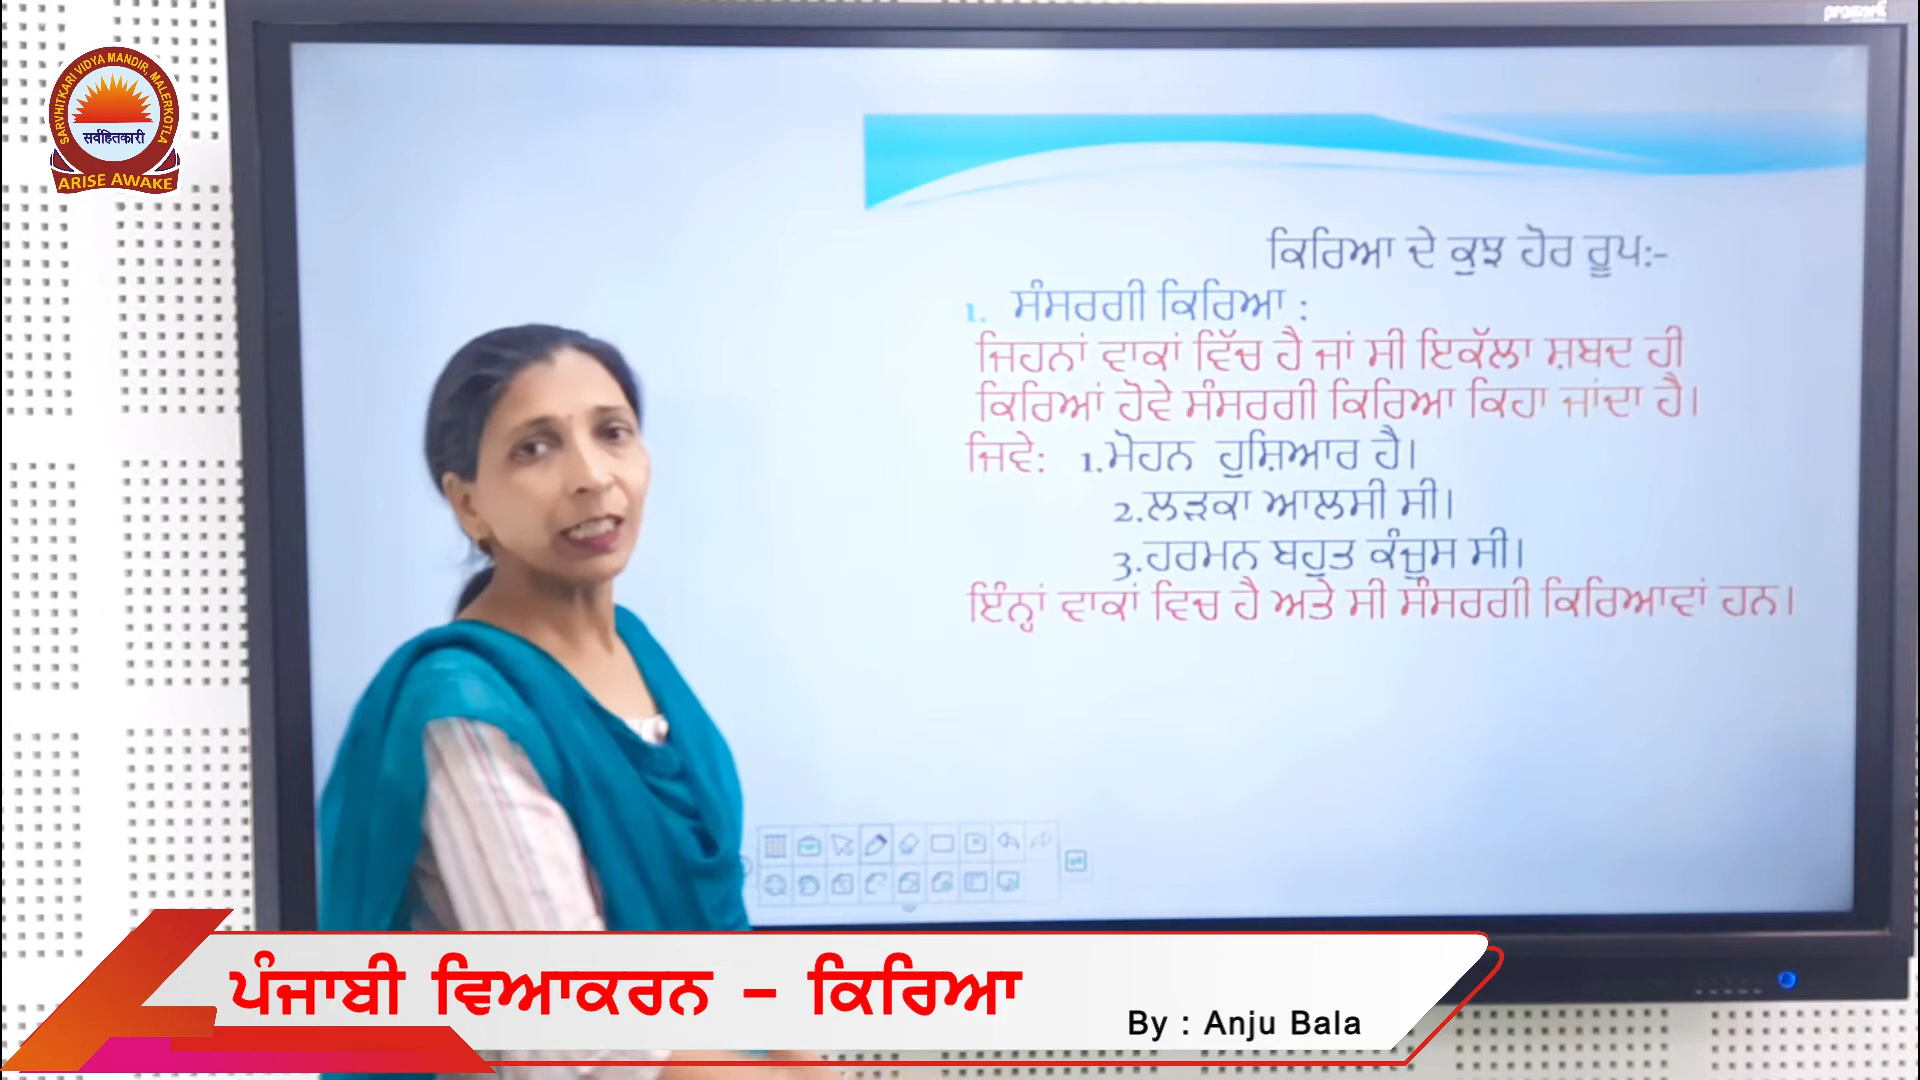 promark
SARVHITKARI VIDYA MANDIR, MALERKOTLA
सर्वहितकारी
ARISE AWAKE
ਕਿਰਿਆ ਦੇ ਕੁਝ ਹੋਰ ਰੂਪ:-
1. ਸੰਸਰਗੀ ਕਿਰਿਆ :
ਜਿਹਨਾਂ ਵਾਕਾਂ ਵਿੱਚ ਹੈ ਜਾਂ ਸੀ ਇਕੱਲਾ ਸ਼ਬਦ ਹੀ
ਕਿਰਿਆਂ ਹੋਵੇ ਸੰਸਰਗੀ ਕਿਰਿਆ ਕਿਹਾ ਜਾਂਦਾ ਹੈ।
ਜਿਵੇ: 1.ਮੋਹਨ ਹੁਸ਼ਿਆਰ ਹੈ।
2.ਲੜਕਾ ਆਲਸੀ ਸੀ।
3.ਹਰਮਨ ਬਹੁਤ ਕੰਜੂਸ ਸੀ।
ਇੰਨ੍ਹਾਂ ਵਾਕਾਂ ਵਿਚ ਹੈ ਅਤੇ ਸੀ ਸੰਸਰਗੀ ਕਿਰਿਆਵਾਂ ਹਨ।
ਪੰਜਾਬੀ ਵਿਆਕਰਨ – ਕਿਰਿਆ
By : Anju Bala